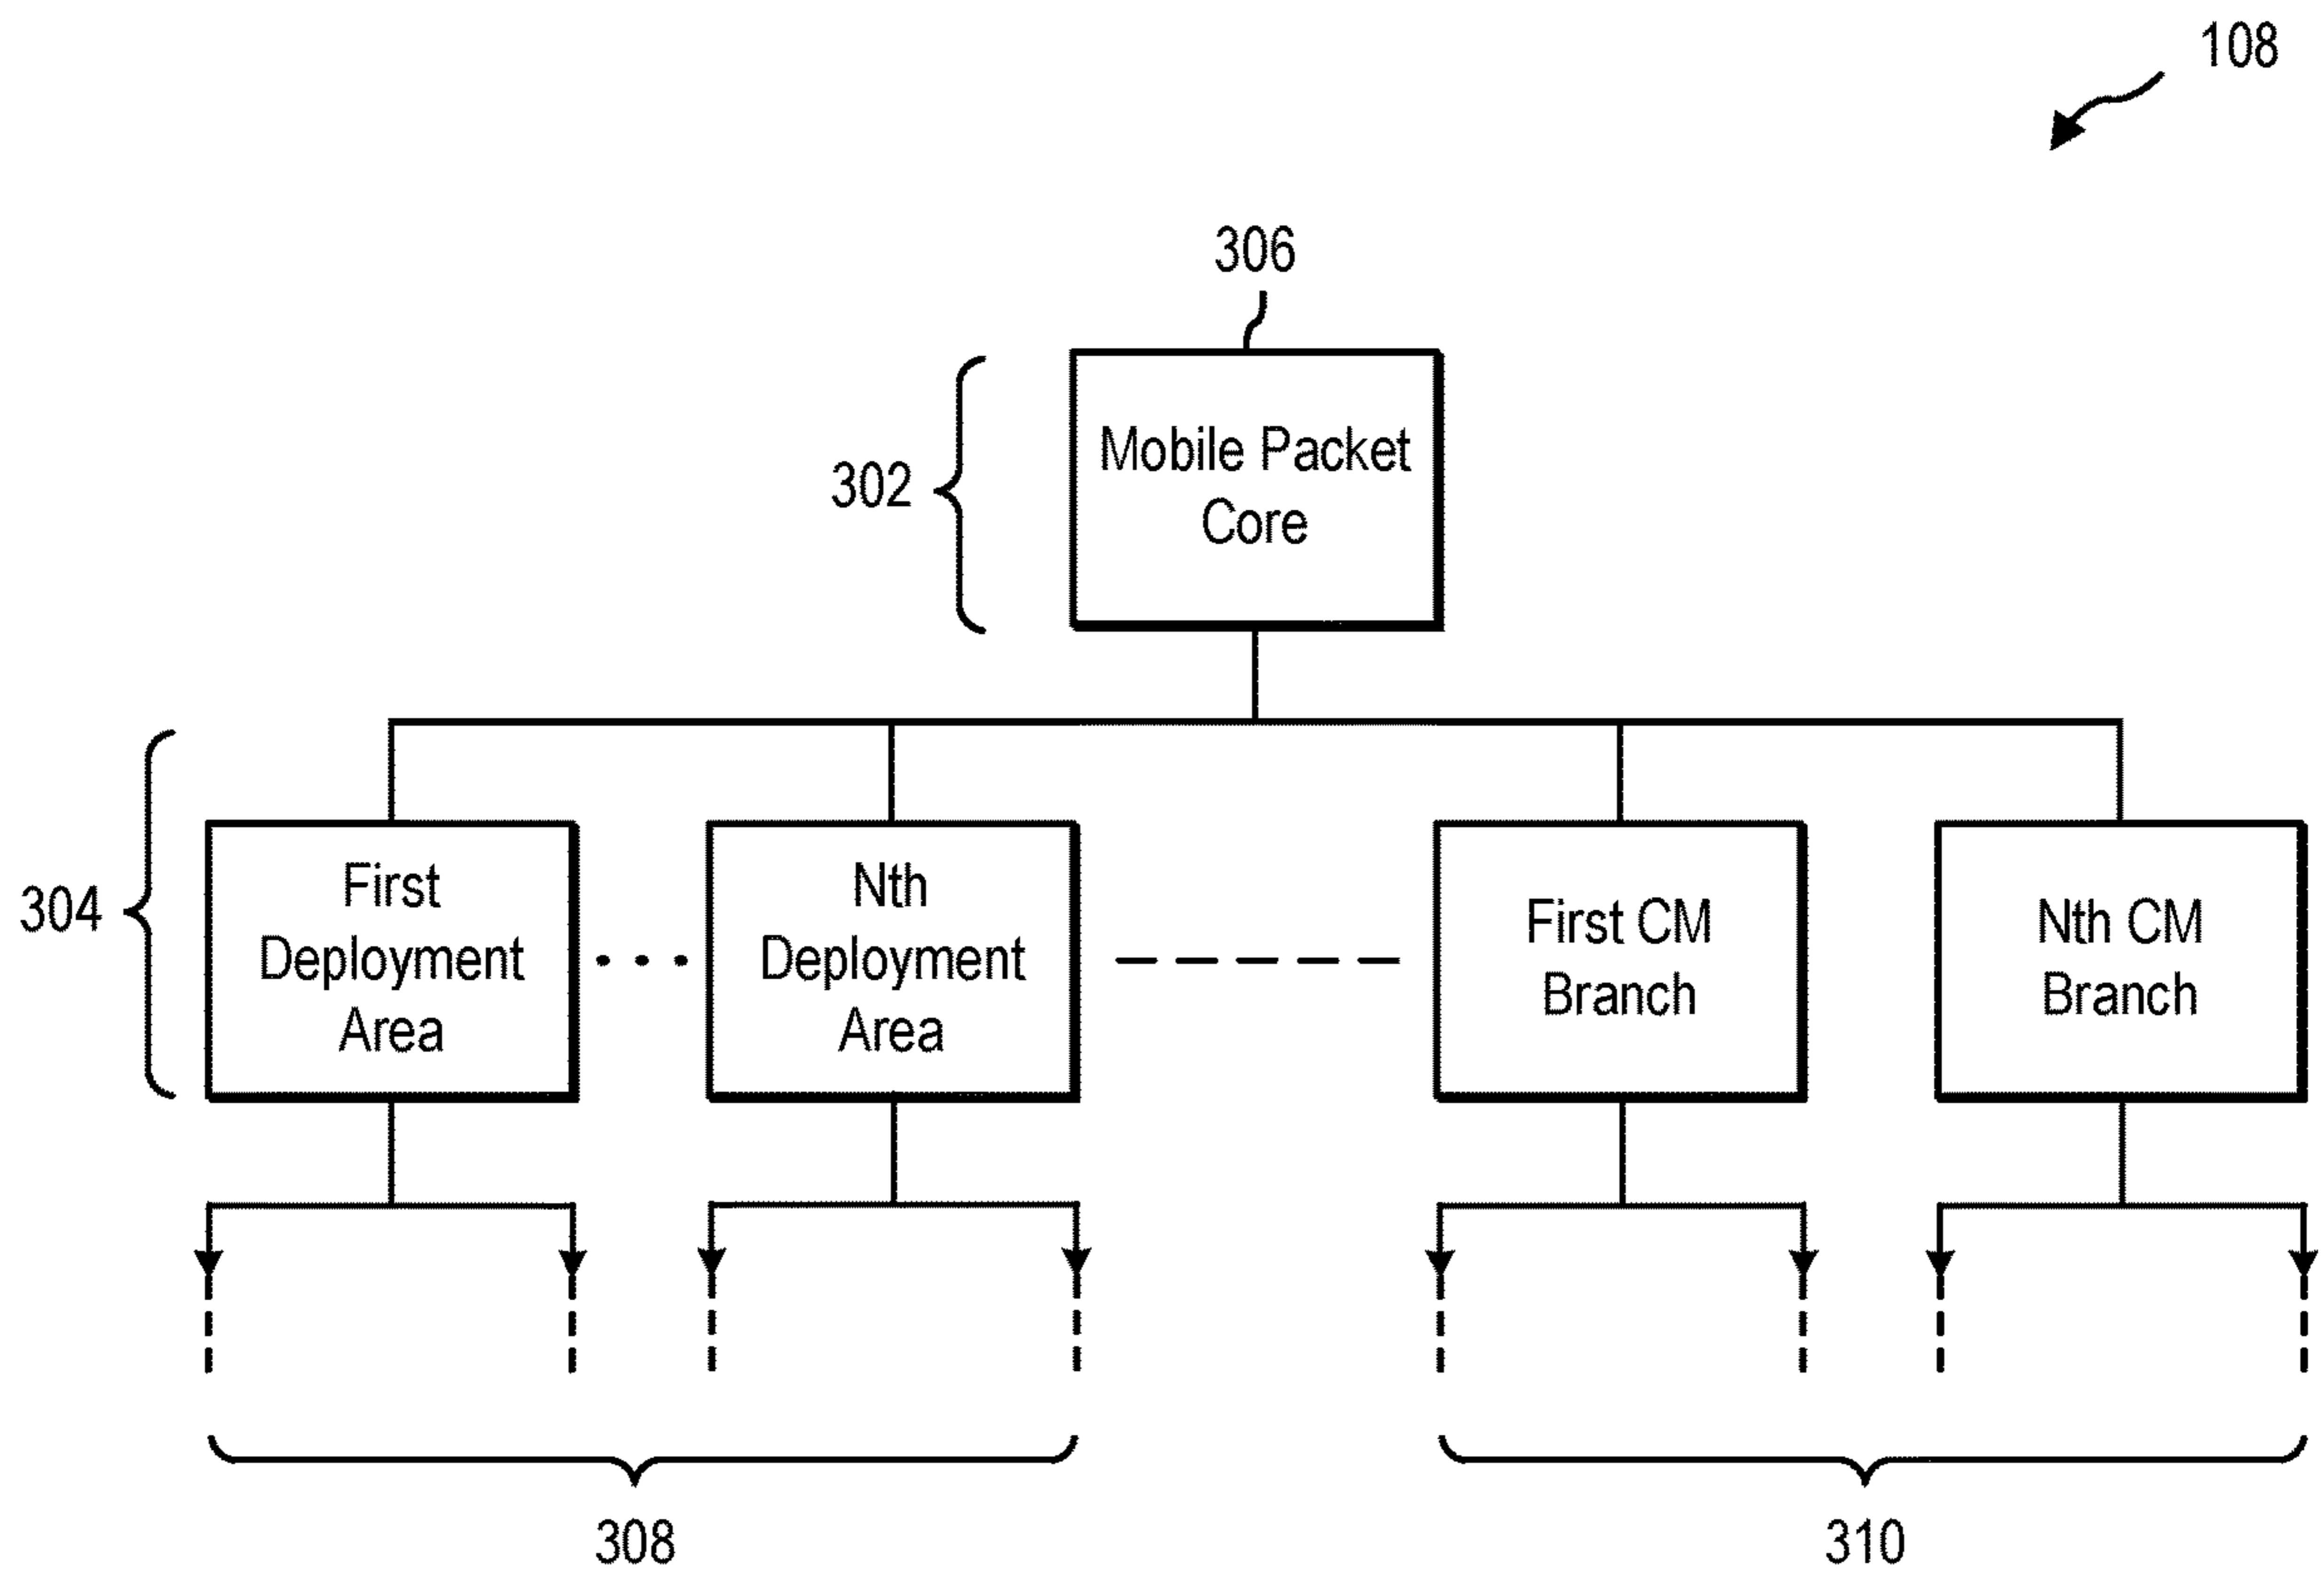 108
306
302
Mobile Packet
Core
304
First
Deployment
Area
Nth
Deployment
Area
First CM
Branch
Nth CM
Branch
308
310